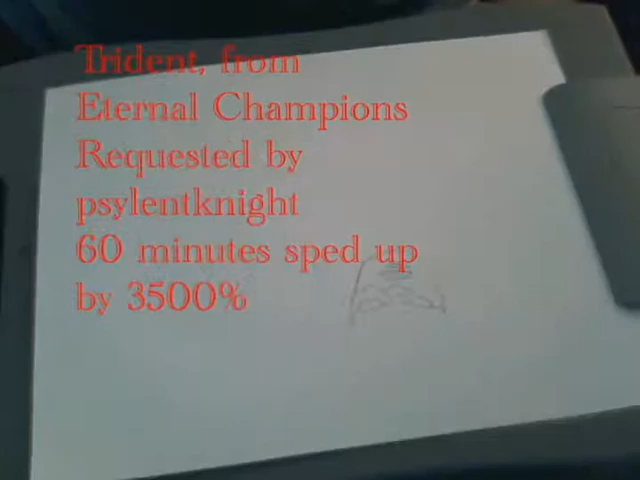 Trident, from
Eternal Champions
Requested by
psylentknight
60 minutes sped up
by 3500%